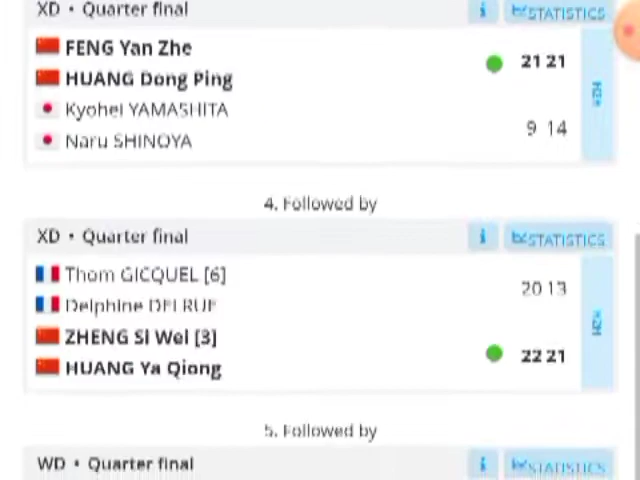 XD • Quarter final
i STATISTICS
FENG Yan Zhe
HUANG Dong Ping
21 21
Kyohei YAMASHITA
Naru SHINOYA
9 14
H2H
4. Followed by
XD • Quarter final
i STATISTICS
Thom GICQUEL [6]
Delphine DELRUE
20 13
ZHENG Si Wei [3]
HUANG Ya Qiong
22 21
H2H
5. Followed by
WD • Quarter final
i STATISTICS